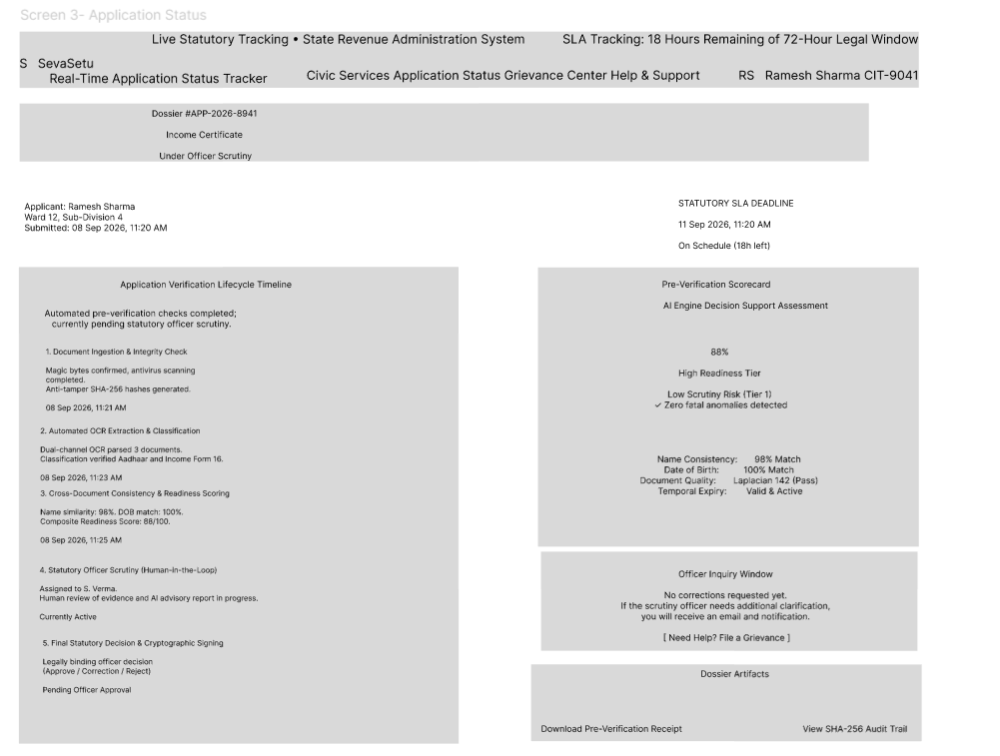 Screen 3- Application Status
Live Statutory Tracking • State Revenue Administration System
SLA Tracking: 18 Hours Remaining of 72-Hour Legal Window
S SevaSetu
Real-Time Application Status Tracker
Civic Services Application Status Grievance Center Help & Support
RS Ramesh Sharma CIT-9041
Dossier #APP-2026-8941
Income Certificate
Under Officer Scrutiny
Applicant: Ramesh Sharma
Ward 12, Sub-Division 4
Submitted: 08 Sep 2026, 11:20 AM
STATUTORY SLA DEADLINE
11 Sep 2026, 11:20 AM
On Schedule (18h left)
Application Verification Lifecycle Timeline
Automated pre-verification checks completed;
currently pending statutory officer scrutiny.
1. Document Ingestion & Integrity Check
Magic bytes confirmed, antivirus scanning
completed.
Anti-tamper SHA-256 hashes generated.
08 Sep 2026, 11:21 AM
2. Automated OCR Extraction & Classification
Dual-channel OCR parsed 3 documents.
Classification verified Aadhaar and Income Form 16.
08 Sep 2026, 11:23 AM
3. Cross-Document Consistency & Readiness Scoring
Name similarity: 98%. DOB match: 100%.
Composite Readiness Score: 88/100.
08 Sep 2026, 11:25 AM
4. Statutory Officer Scrutiny (Human-in-the-Loop)
Assigned to S. Verma.
Human review of evidence and AI advisory report in progress.
Currently Active
5. Final Statutory Decision & Cryptographic Signing
Legally binding officer decision
(Approve / Correction / Reject)
Pending Officer Approval
Pre-Verification Scorecard
AI Engine Decision Support Assessment
88%
High Readiness Tier
Low Scrutiny Risk (Tier 1)
✓ Zero fatal anomalies detected
Name Consistency: 98% Match
Date of Birth: 100% Match
Document Quality: Laplacian 142 (Pass)
Temporal Expiry: Valid & Active
Officer Inquiry Window
No corrections requested yet.
If the scrutiny officer needs additional clarification,
you will receive an email and notification.
[ Need Help? File a Grievance ]
Dossier Artifacts
Download Pre-Verification Receipt
View SHA-256 Audit Trail